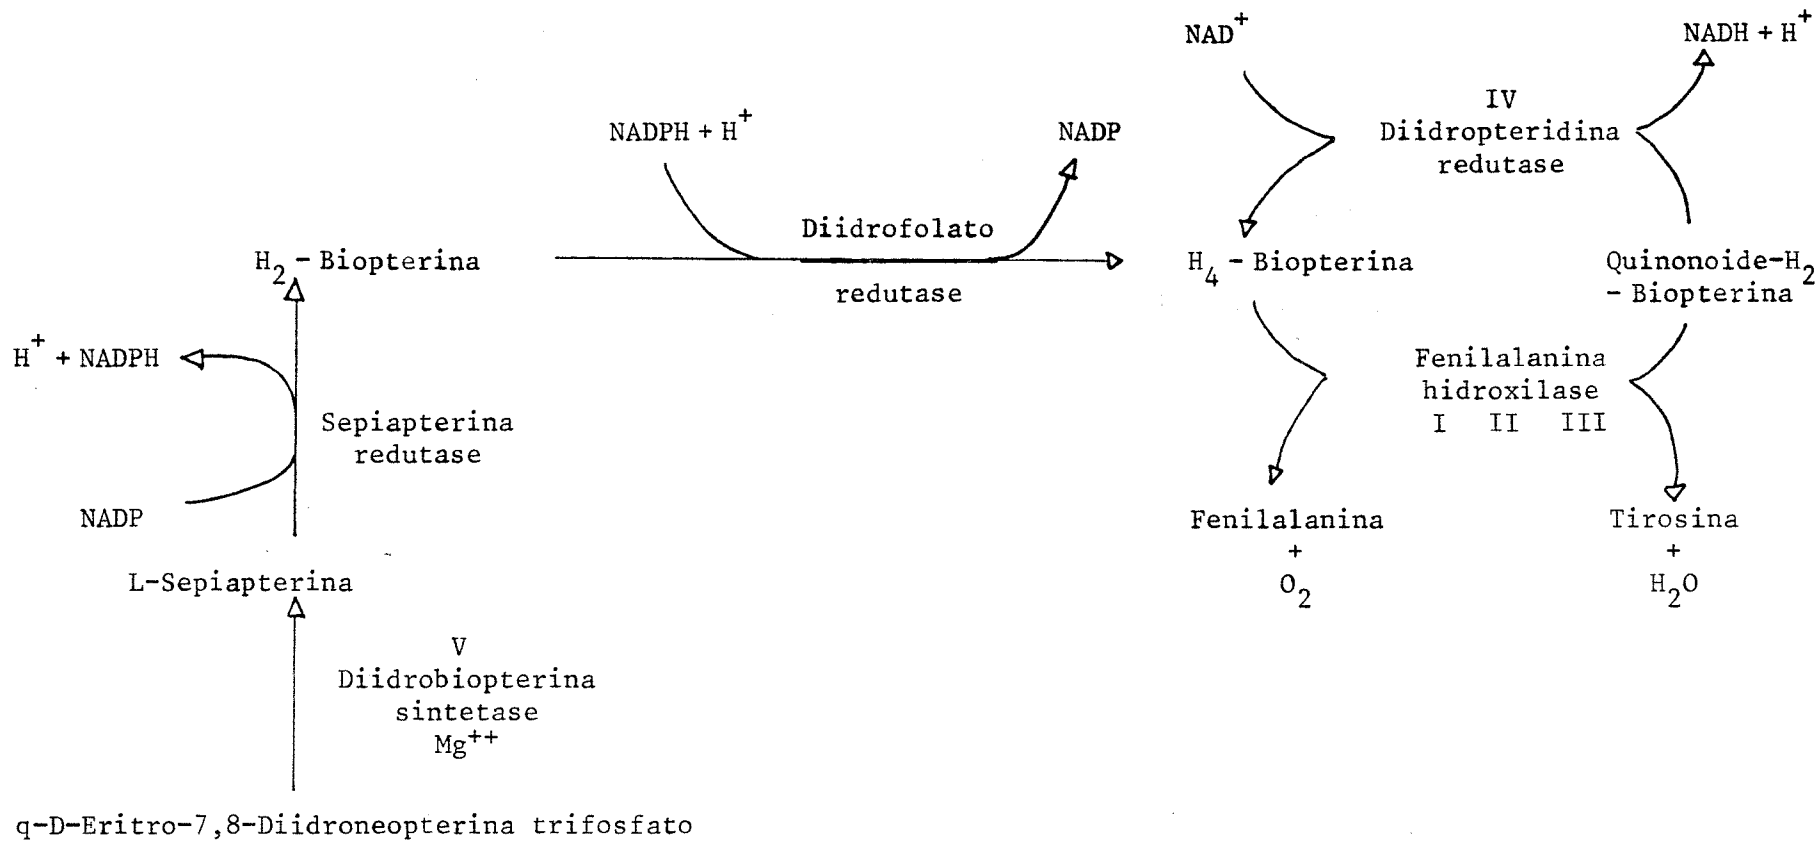 NAD⁺
NADH + H⁺
IV
Diidropteridina
redutase
NADPH + H⁺
NADP
Diidrofolato
redutase
H₂ - Biopterina
H₄ - Biopterina
Quinonoide-H₂
- Biopterina
H⁺ + NADPH
Sepiapterina
redutase
NADP
Fenilalanina
hidroxilase
I II III
Fenilalanina
+
O₂
Tirosina
+
H₂O
L-Sepiapterina
V
Diidrobiopterina
sintetase
Mg⁺⁺
q-D-Eritro-7,8-Diidroneopterina trifosfato